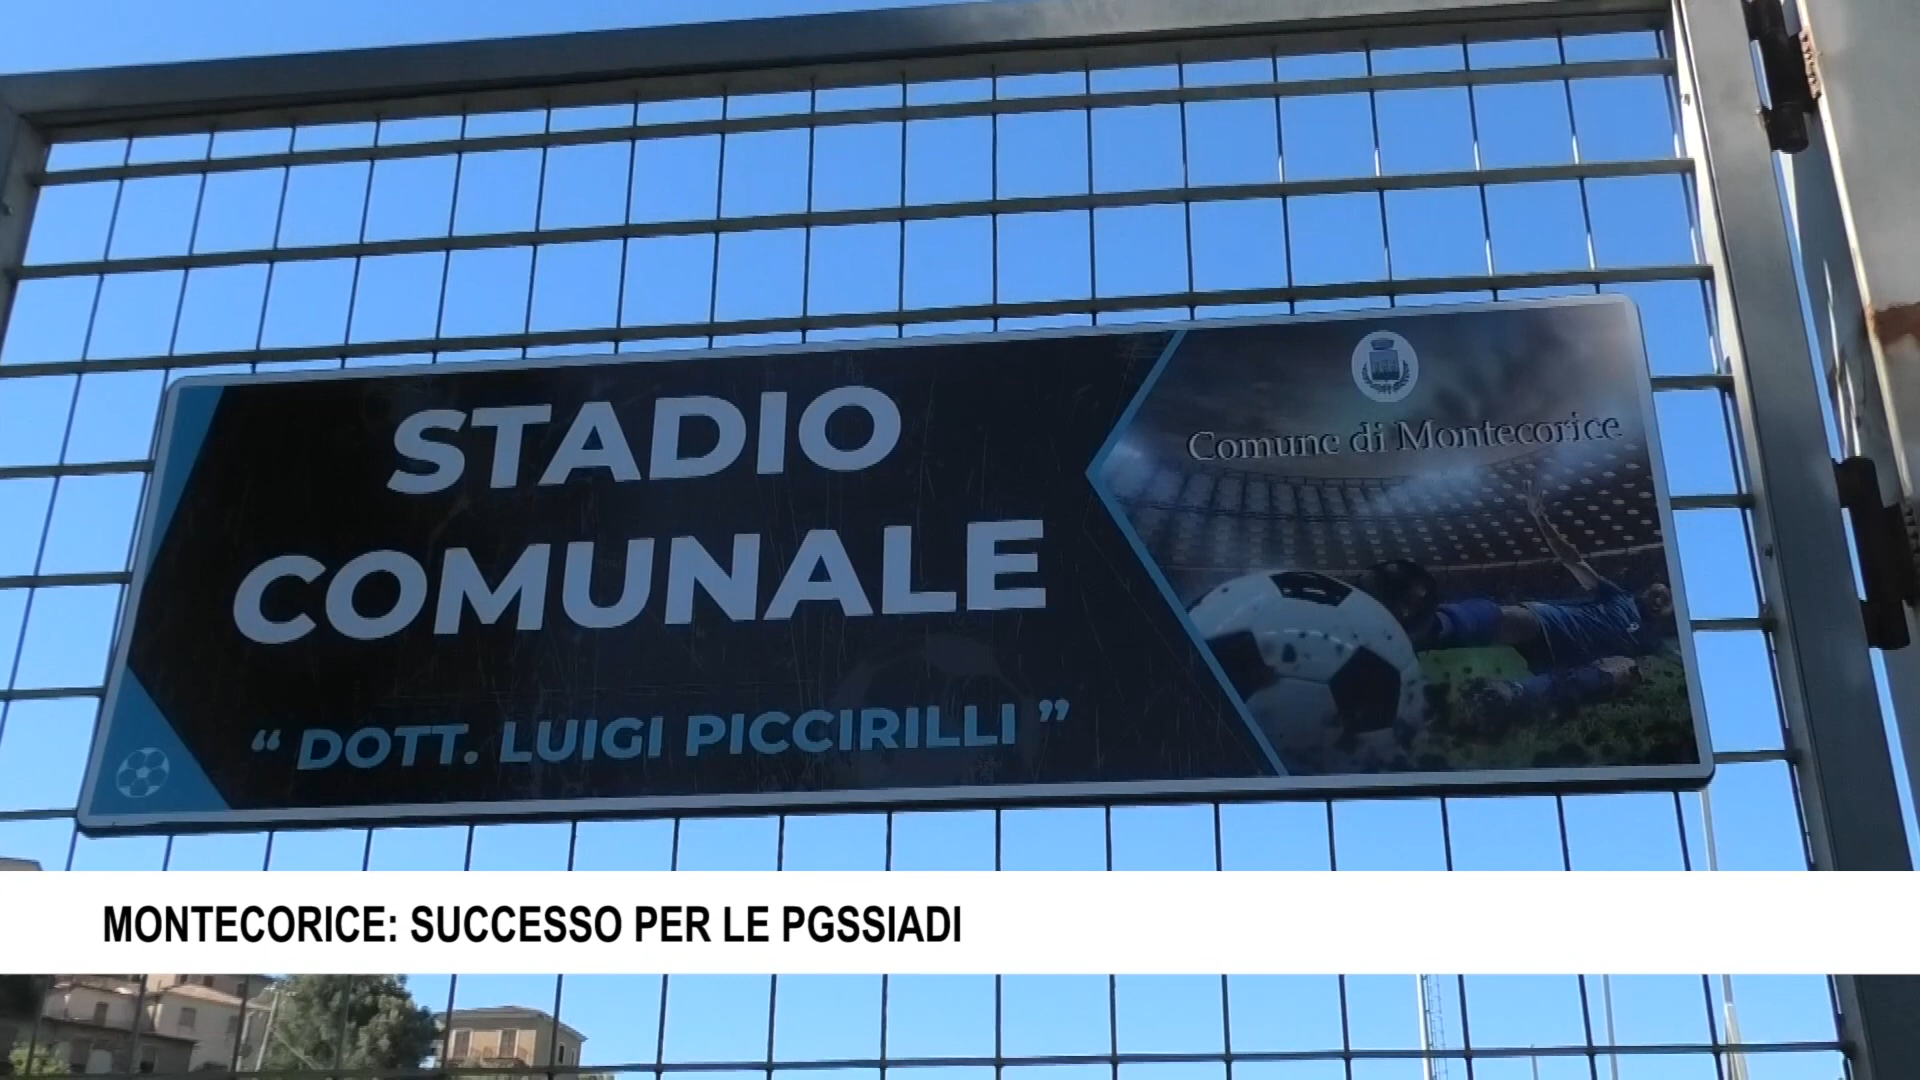 STADIO
COMUNALE
“ DOTT. LUIGI PICCIRILLI ”
Comune di Montecorice
MONTECORICE: SUCCESSO PER LE PGSSIADI